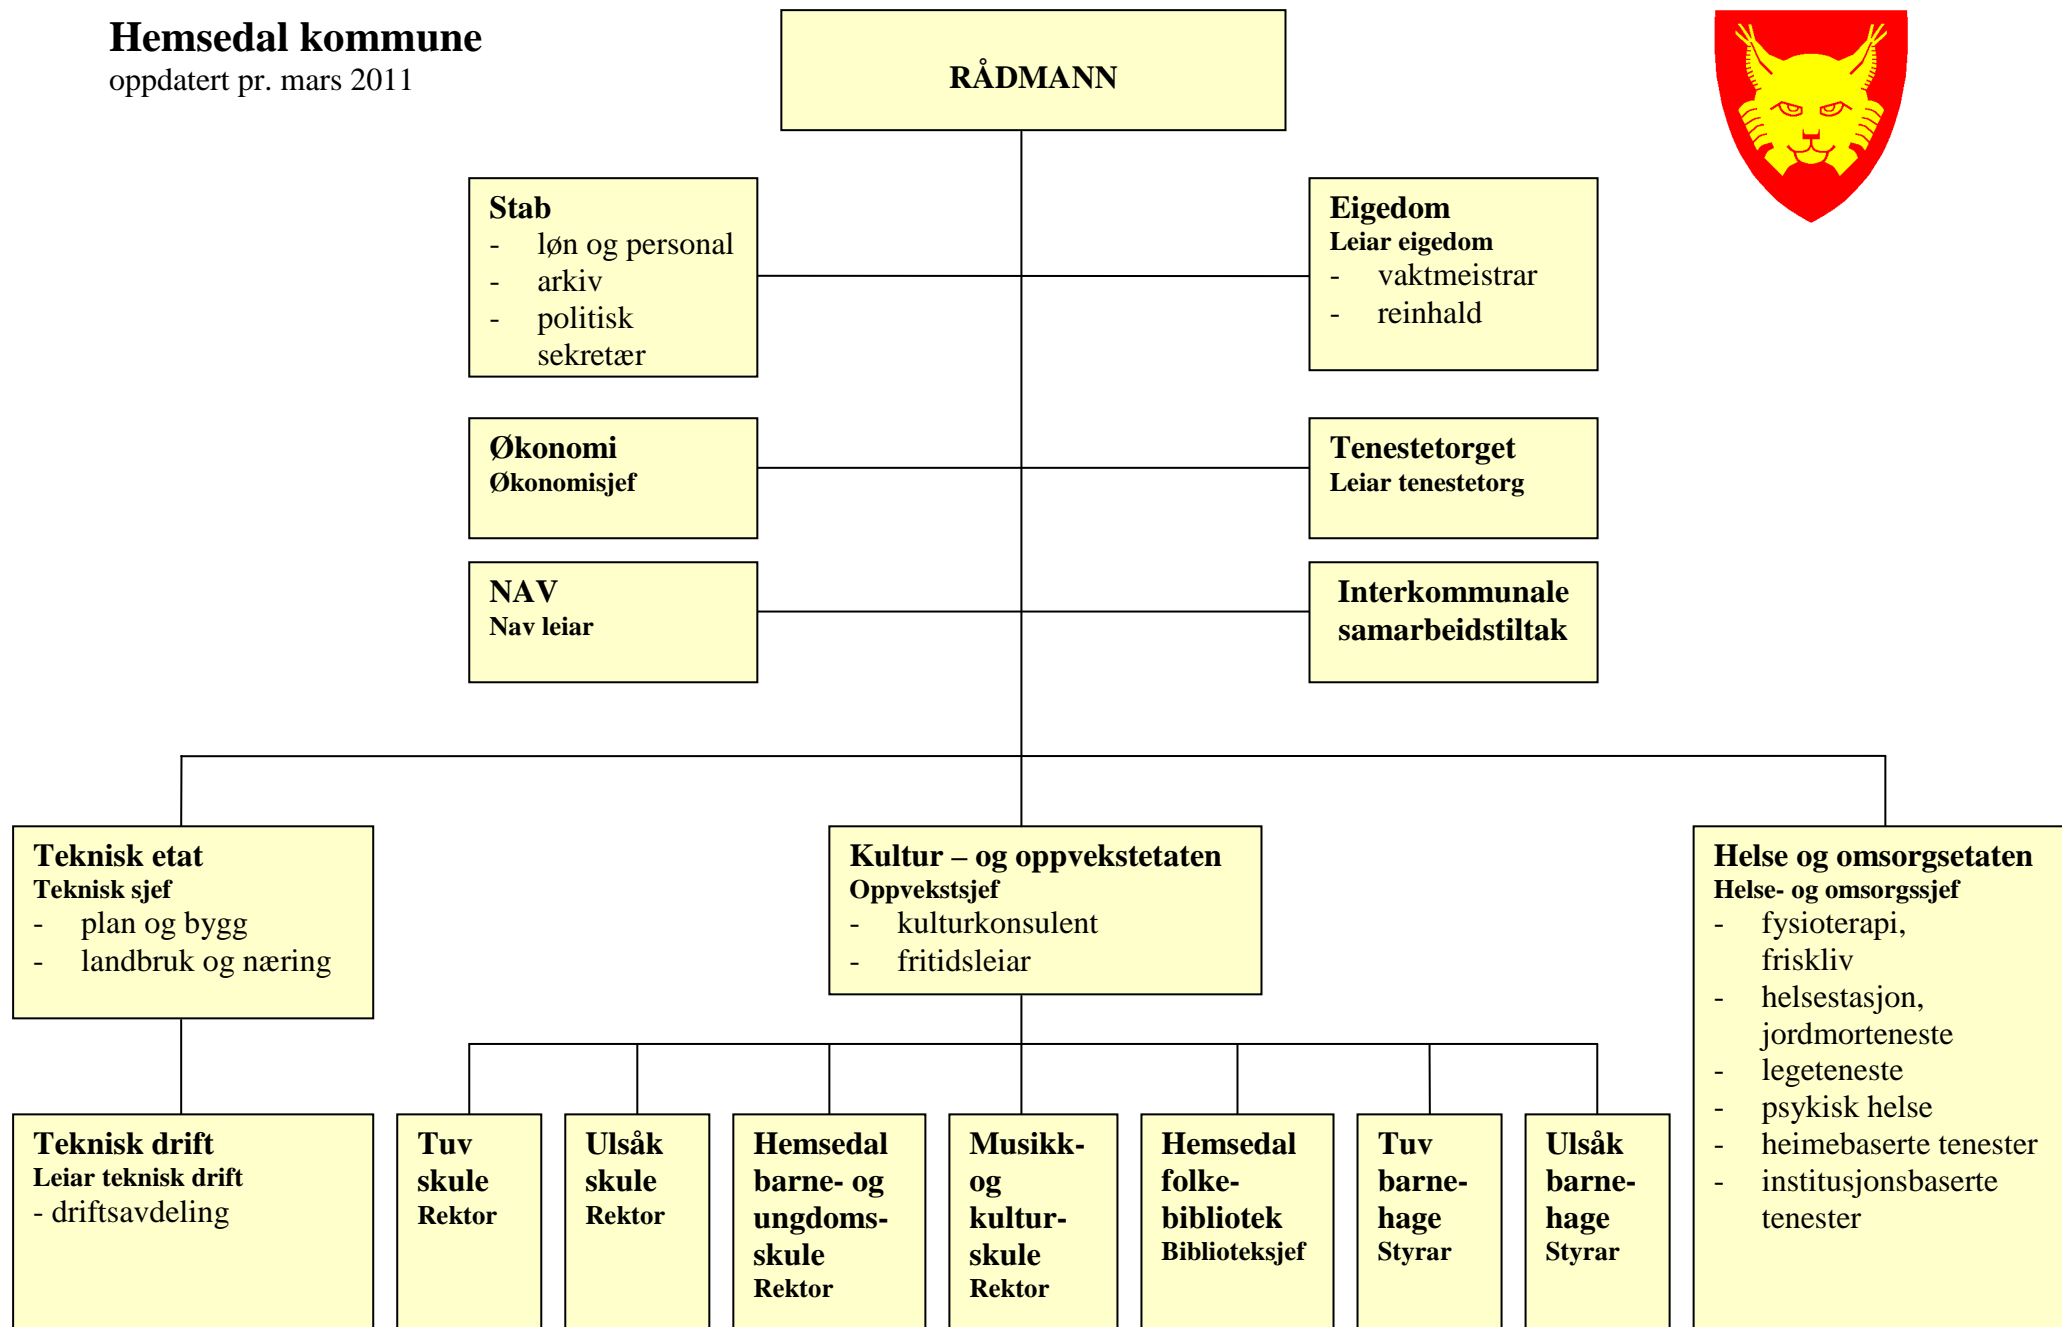 Hemsedal kommune
oppdatert pr. mars 2011
RÅDMANN
Stab
- løn og personal
- arkiv
- politisk
sekretær
Eigedom
Leiar eigedom
- vaktmeistrar
- reinhald
Økonomi
Økonomisjef
Tenestetorget
Leiar tenestetorg
NAV
Nav leiar
Interkommunale
samarbeidstiltak
Teknisk etat
Teknisk sjef
- plan og bygg
- landbruk og næring
Kultur – og oppvekstetaten
Oppvekstsjef
- kulturkonsulent
- fritidsleiar
Helse og omsorgsetaten
Helse- og omsorgssjef
- fysioterapi,
friskliv
- helsestasjon,
jordmorteneste
- legeteneste
- psykisk helse
- heimebaserte tenester
- institusjonsbaserte
tenester
Teknisk drift
Leiar teknisk drift
- driftsavdeling
Tuv
skule
Rektor
Ulsåk
skule
Rektor
Hemsedal
barne- og
ungdoms-
skule
Rektor
Musikk-
og
kultur-
skule
Rektor
Hemsedal
folke-
bibliotek
Biblioteksjef
Tuv
barne-
hage
Styrar
Ulsåk
barne-
hage
Styrar